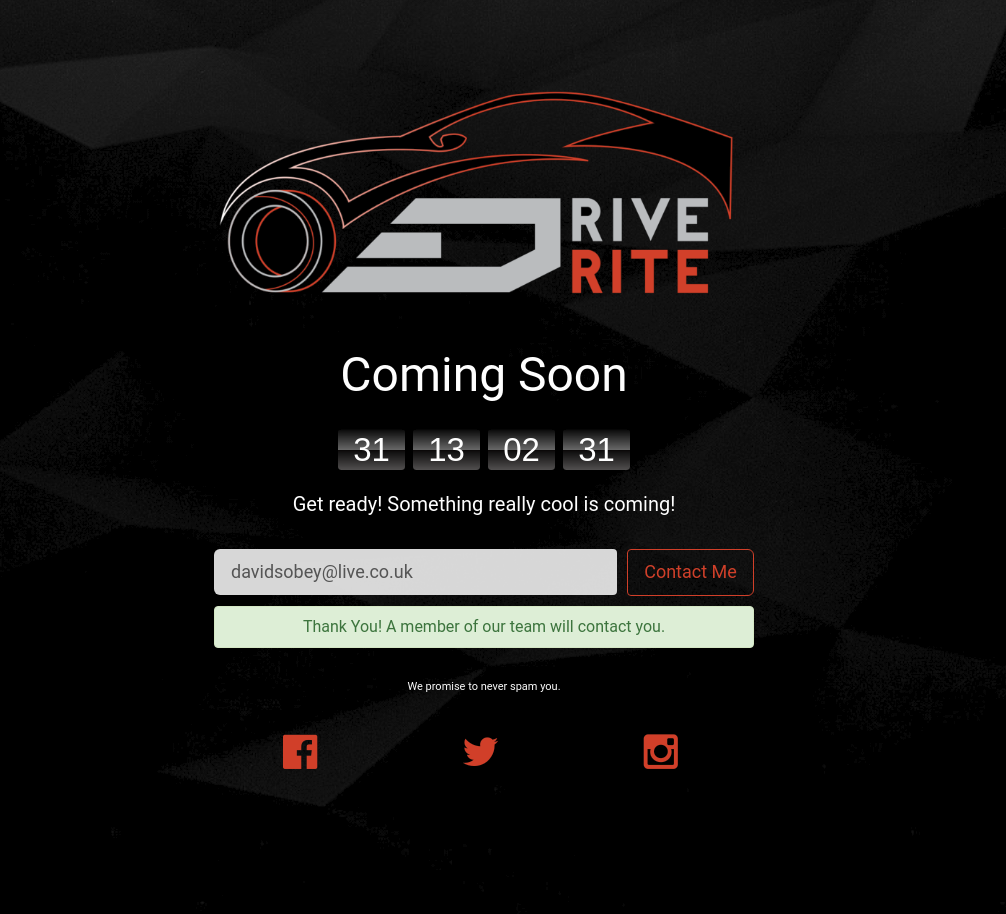 DRIVE
RITE
Coming Soon
31 13 02 31
Get ready! Something really cool is coming!
davidsobey@live.co.uk
Contact Me
Thank You! A member of our team will contact you.
We promise to never spam you.